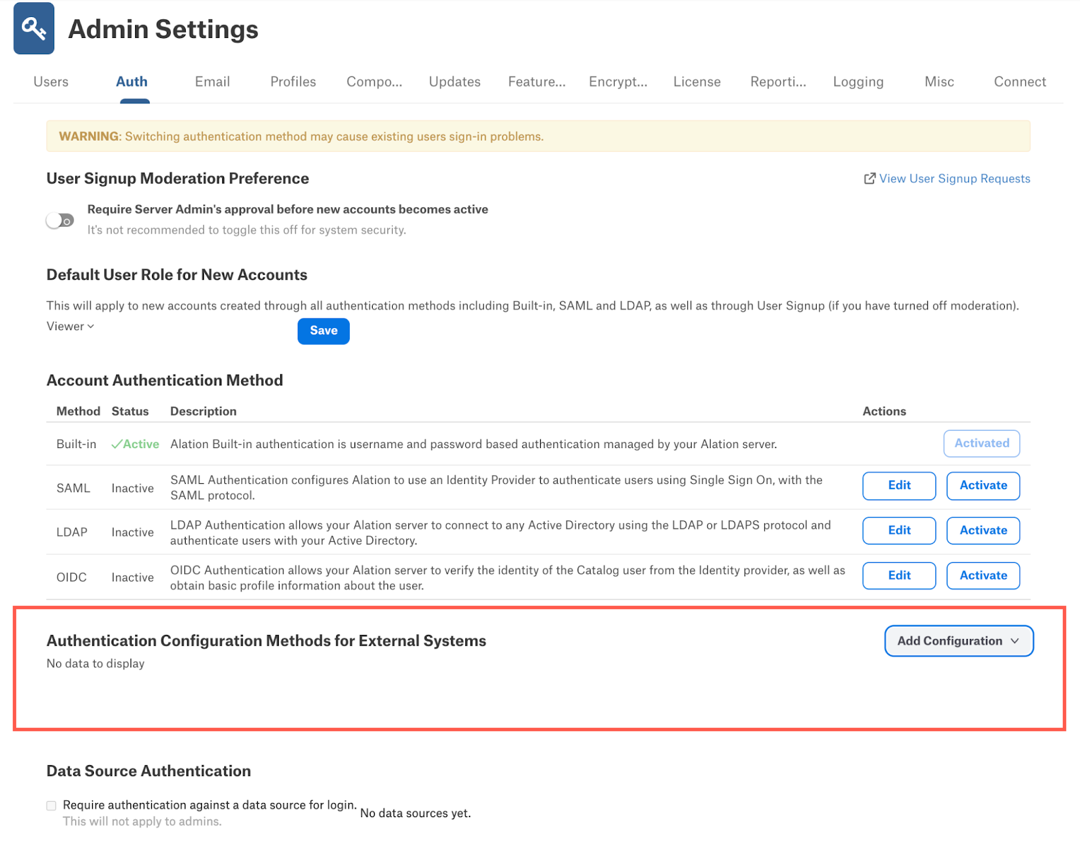 Admin Settings
Users Auth Email Profiles Compo... Updates Feature... Encrypt... License Reporti... Logging Misc Connect
WARNING: Switching authentication method may cause existing users sign-in problems.
User Signup Moderation Preference
View User Signup Requests
Require Server Admin's approval before new accounts becomes active
It's not recommended to toggle this off for system security.
Default User Role for New Accounts
This will apply to new accounts created through all authentication methods including Built-in, SAML and LDAP, as well as through User Signup (if you have turned off moderation).
Viewer
Save
Account Authentication Method
Method Status Description Actions
Built-in Active Alation Built-in authentication is username and password based authentication managed by your Alation server. Activated
SAML Inactive SAML Authentication configures Alation to use an Identity Provider to authenticate users using Single Sign On, with the
SAML protocol.
Edit Activate
LDAP Inactive LDAP Authentication allows your Alation server to connect to any Active Directory using the LDAP or LDAPS protocol and
authenticate users with your Active Directory.
Edit Activate
OIDC Inactive OIDC Authentication allows your Alation server to verify the identity of the Catalog user from the Identity provider, as well as
obtain basic profile information about the user.
Edit Activate
Authentication Configuration Methods for External Systems
Add Configuration
No data to display
Data Source Authentication
Require authentication against a data source for login.
This will not apply to admins.
No data sources yet.